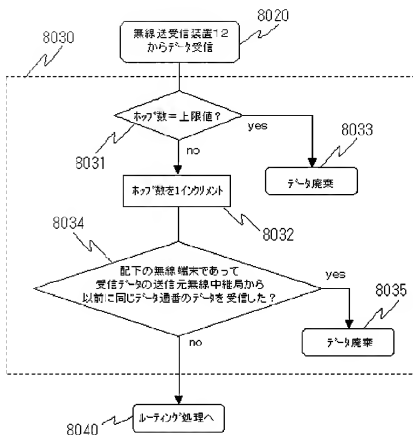 8030
無線送受信装置12
からデータ受信
8020
ホップ数=上限値?
8031
yes
no
8033
データ廃棄
ホップ数を1インクリメント
8032
8034
配下の無線端末であって
受信データの送信元無線中継局から
以前に同じデータ通番のデータを受信した?
yes
8035
no
データ廃棄
ルーティング処理へ
8040